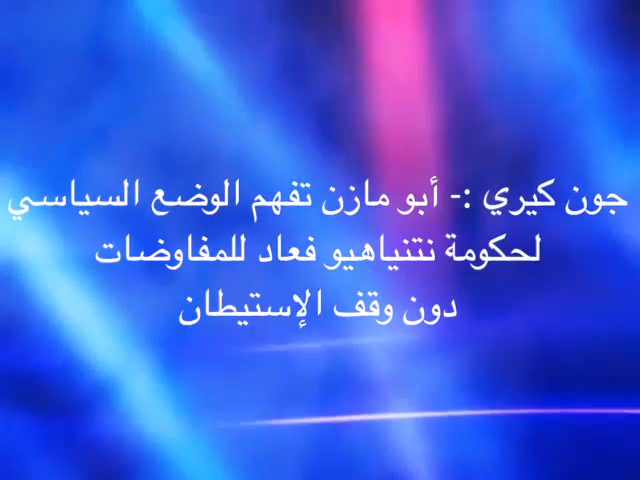 جون كيري :- أبو مازن تفهم الوضع السياسي
لحكومة نتنياهيو فعاد للمفاوضات
دون وقف الإستيطان